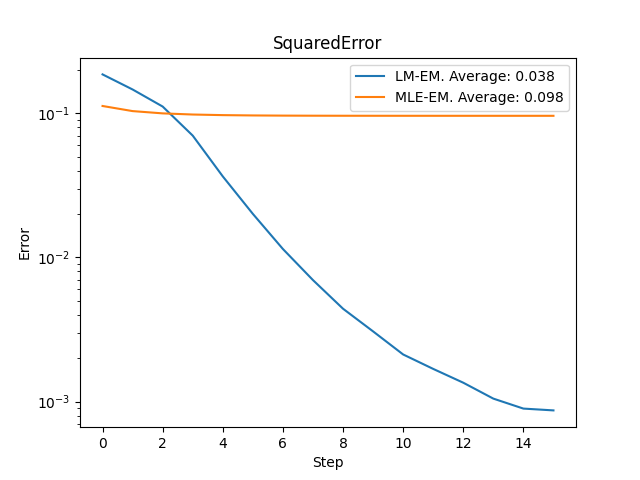 SquaredError
LM-EM. Average: 0.038
MLE-EM. Average: 0.098
Error
10⁻¹
10⁻²
10⁻³
0 2 4 6 8 10 12 14
Step